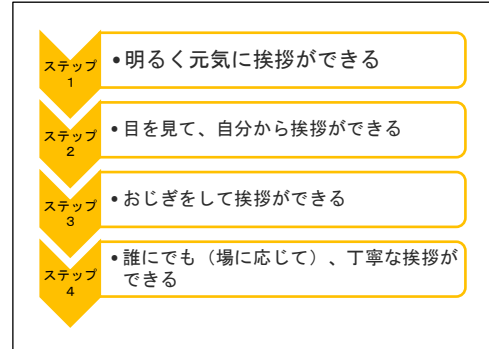 ステップ
1
•明るく元気に挨拶ができる
ステップ
2
•目を見て、自分から挨拶ができる
ステップ
3
•おじぎをして挨拶ができる
ステップ
4
•誰にでも（場に応じて）、丁寧な挨拶が
できる